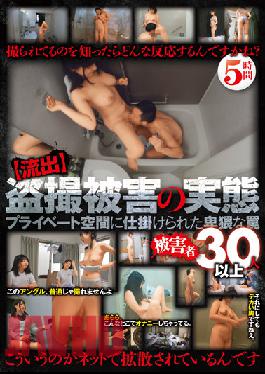 撮られてるのを知ったらどんな反応するんですかね?
5時間
【流出】
盗撮被害の実態
プライベート空間に仕掛けられた卑猥な罠
被害者30以上
このアングル、普通じゃ撮れませんよ
こういうのがネットで拡散されているんです